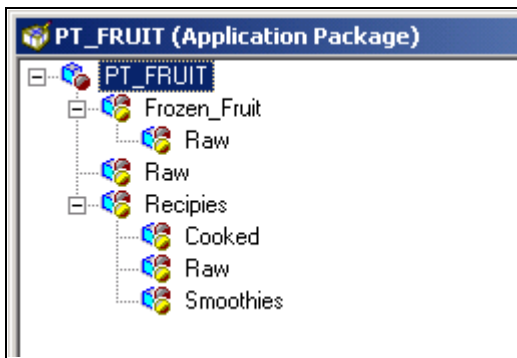 PT_FRUIT (Application Package)
PT_FRUIT
Frozen_Fruit
Raw
Raw
Recipies
Cooked
Raw
Smoothies